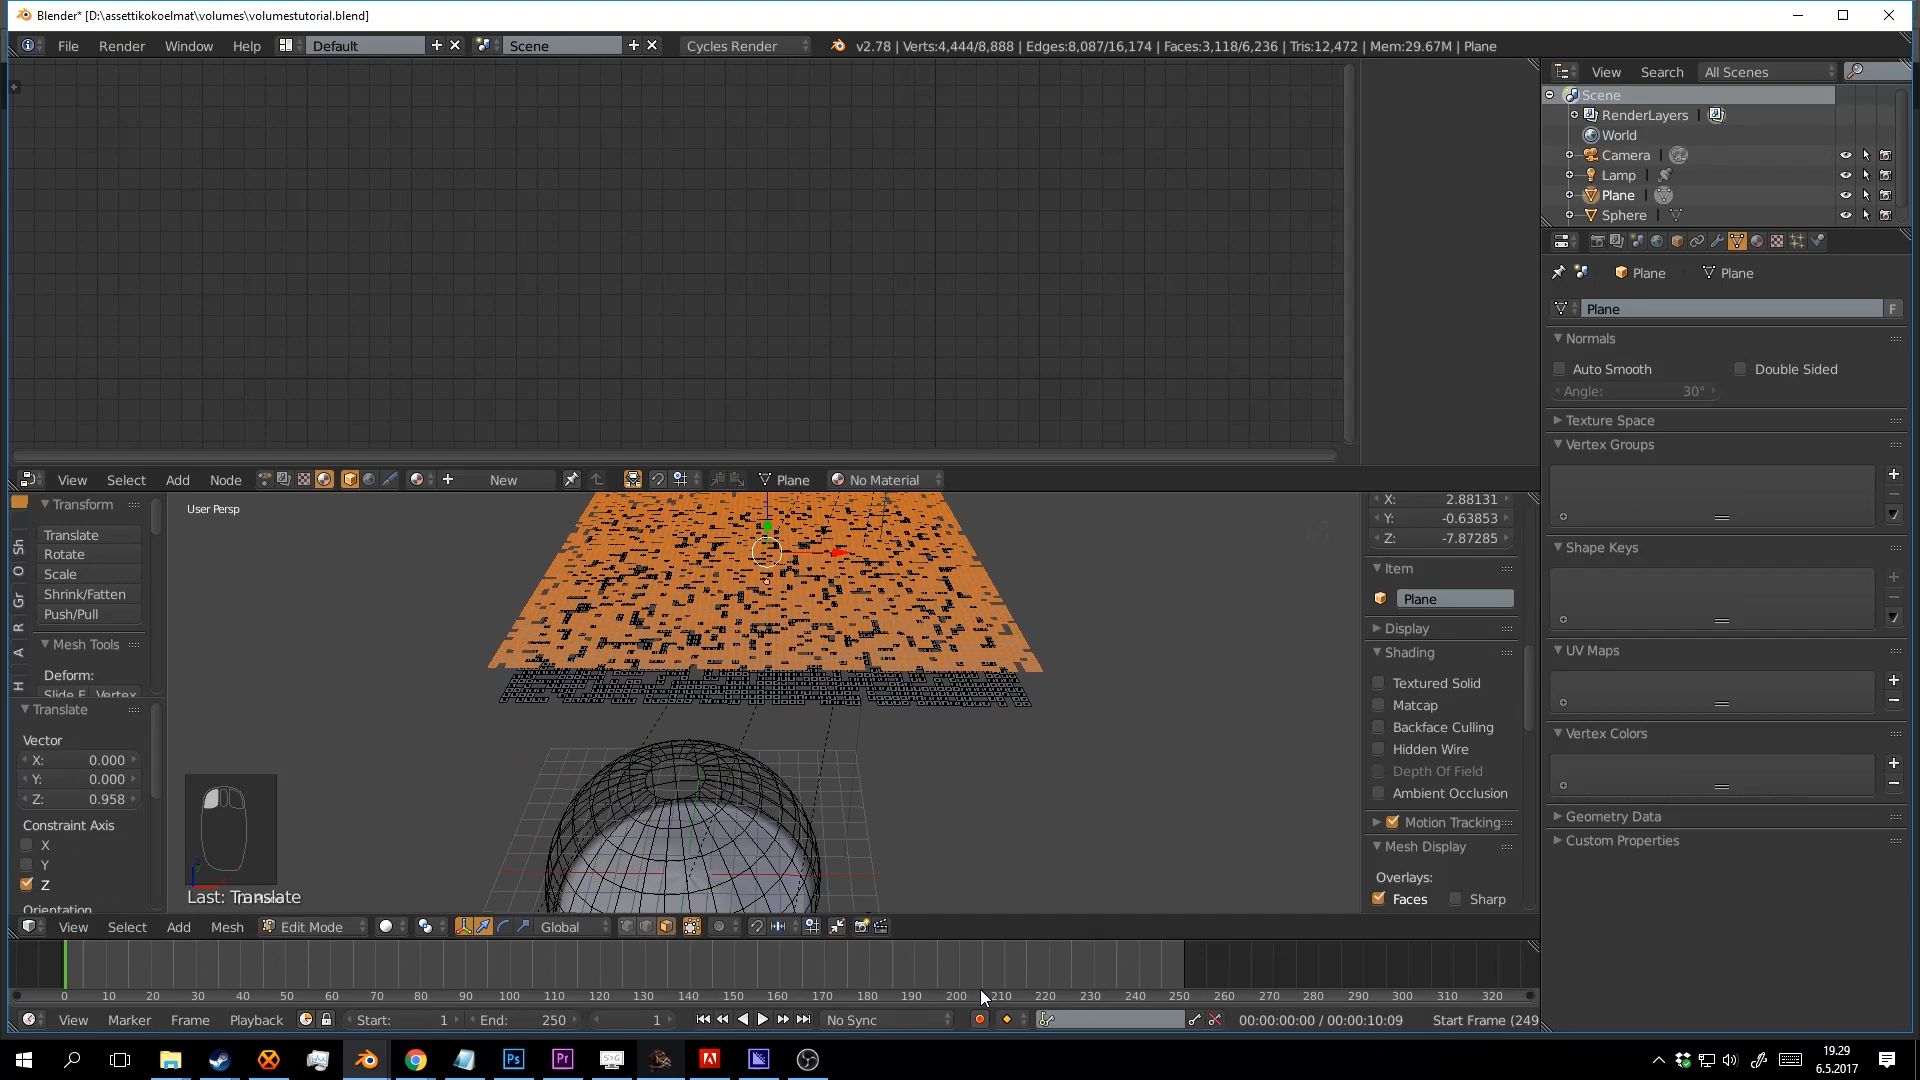 Blender* [D:\assettikokoelmat\volumes\volumestutorial.blend]
File Render Window Help Default Scene Cycles Render v2.78 | Verts:4,444/8,888 | Edges:8,087/16,174 | Faces:3,118/6,236 | Tris:12,472 | Mem:29.67M | Plane
View Search All Scenes
Scene
RenderLayers
World
Camera
Lamp
Plane
Sphere
Plane Plane
Plane F
Normals
Auto Smooth Double Sided
Angle: 30°
Texture Space
Vertex Groups
Shape Keys
UV Maps
Vertex Colors
Geometry Data
Custom Properties
View Select Add Node New Plane No Material
Transform
Translate
Rotate
Scale
Shrink/Fatten
Push/Pull
Mesh Tools
Deform:
Slide E Vertex
Sh
O
Gr
R
A
H
Translate
Vector
X: 0.000
Y: 0.000
Z: 0.958
Constraint Axis
X
Y
Z
Orientation
User Persp
Last: Translate
X: 2.88131
Y: -0.63853
Z: -7.87285
Item
Plane
Display
Shading
Textured Solid
Matcap
Backface Culling
Hidden Wire
Depth Of Field
Ambient Occlusion
Motion Tracking
Mesh Display
Overlays:
Faces Sharp
View Select Add Mesh Edit Mode Global
0 10 20 30 40 50 60 70 80 90 100 110 120 130 140 150 160 170 180 190 200 210 220 230 240 250 260 270 280 290 300 310 320
View Marker Frame Playback Start: 1 End: 250 1 No Sync 00:00:00:00 / 00:00:10:09 Start Frame (249
Ps Pr
19.29
6.5.2017